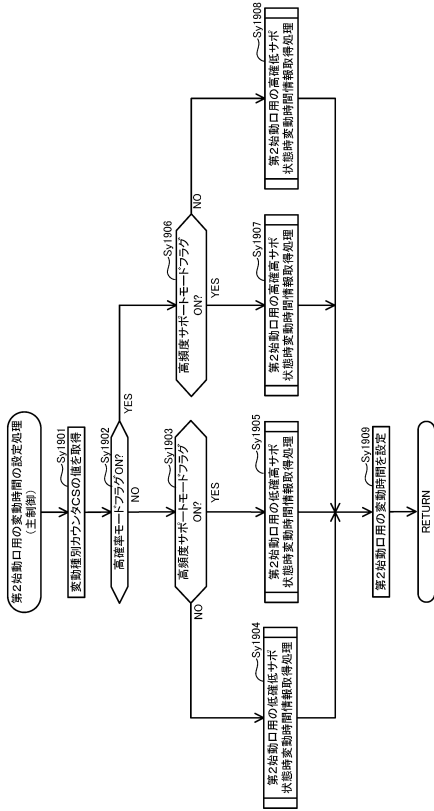 第2始動口用の変動時間の設定処理
（主制御）
Sy1901
変動種別カウンタCSの値を取得
Sy1902
高確率モードフラグON?
YES
NO
Sy1903
高頻度サポートモードフラグ
ON?
NO
YES
Sy1906
高頻度サポートモードフラグ
ON?
NO
YES
Sy1904
第2始動口用の低確低サポ
状態時変動時間情報取得処理
Sy1905
第2始動口用の低確高サポ
状態時変動時間情報取得処理
Sy1907
第2始動口用の高確高サポ
状態時変動時間情報取得処理
Sy1908
第2始動口用の高確低サポ
状態時変動時間情報取得処理
Sy1909
第2始動口用の変動時間を設定
RETURN